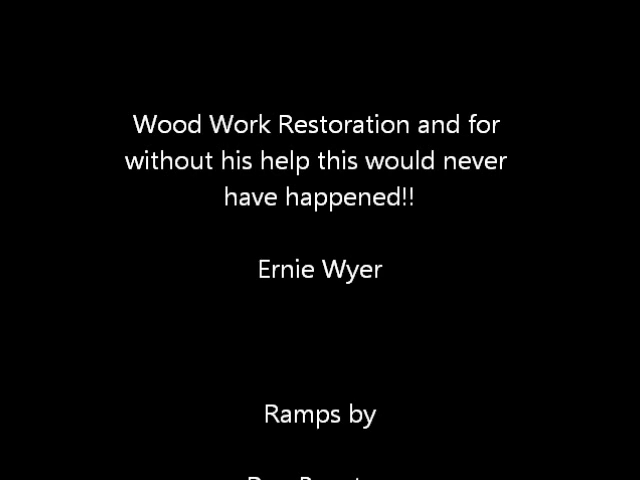 Wood Work Restoration and for
without his help this would never
have happened!!
Ernie Wyer
Ramps by